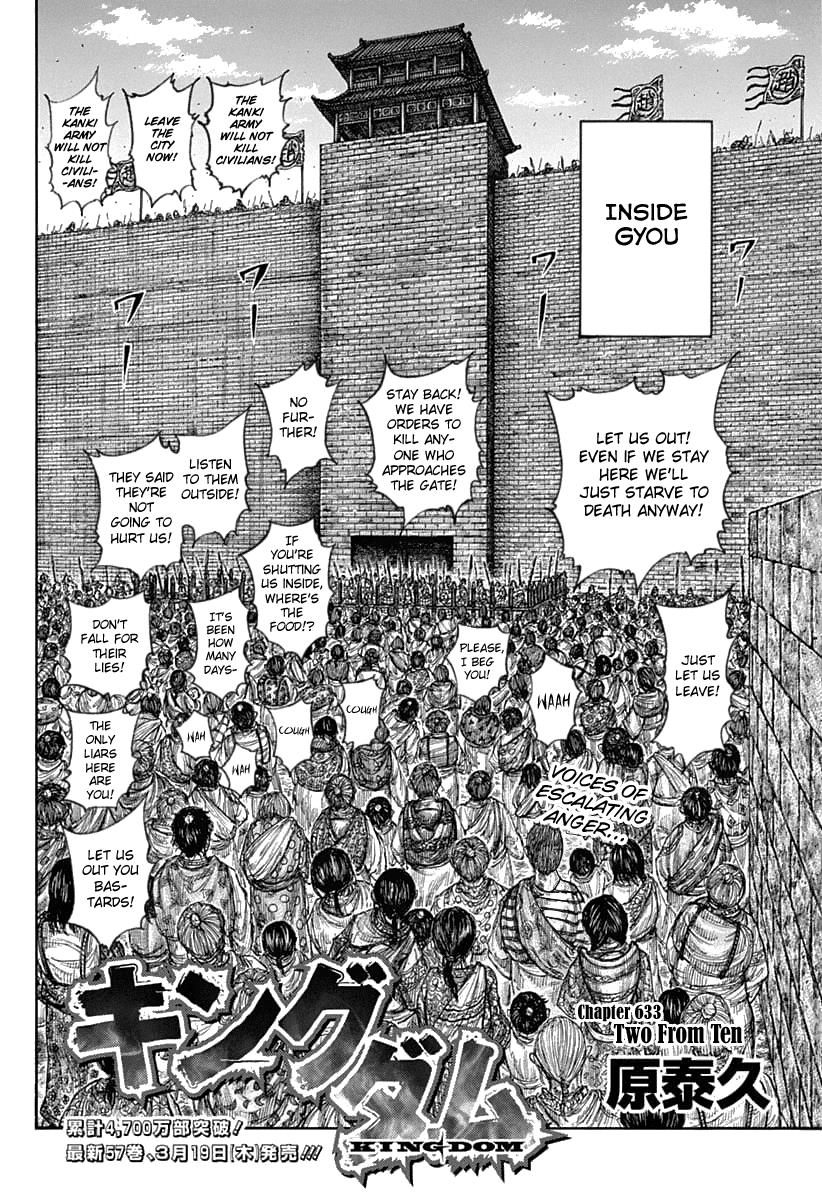 INSIDE
GYOU
THE
KANKI
ARMY
WILL NOT
KILL
CIVILIANS!
LEAVE
THE
CITY
NOW!
THE
KANKI
ARMY
WILL NOT
KILL
CIVILI-
-ANS!
ワー
ワー
ワー
LET US OUT!
EVEN IF WE STAY
HERE WE'LL
JUST STARVE TO
DEATH ANYWAY!
STAY BACK!
WE HAVE
ORDERS TO
KILL ANY-
ONE WHO
APPROACHES
THE GATE!
NO
FUR-
THER!
LISTEN
TO THEM
OUTSIDE!
THEY SAID
THEY'RE
NOT
GOING TO
HURT US!
IF
YOU'RE
SHUTTING
US INSIDE,
WHERE'S
THE
FOOD!?
JUST
LET US
LEAVE!
PLEASE,
I BEG
YOU!
WAAH
IT'S
BEEN
HOW
MANY
DAYS-
DON'T
FALL FOR
THEIR
LIES!
COUGH
COUGH
WAH
WAH
THE
ONLY
LIARS
HERE
ARE
YOU!
VOICES OF
ESCALATING
ANGER...
LET US
OUT YOU
BAS-
TARDS!
キングダム
KINGDOM
Chapter 633
Two From Ten
原泰久
累計4,700万部突破!
最新57巻、3月19日(木)発売!!!